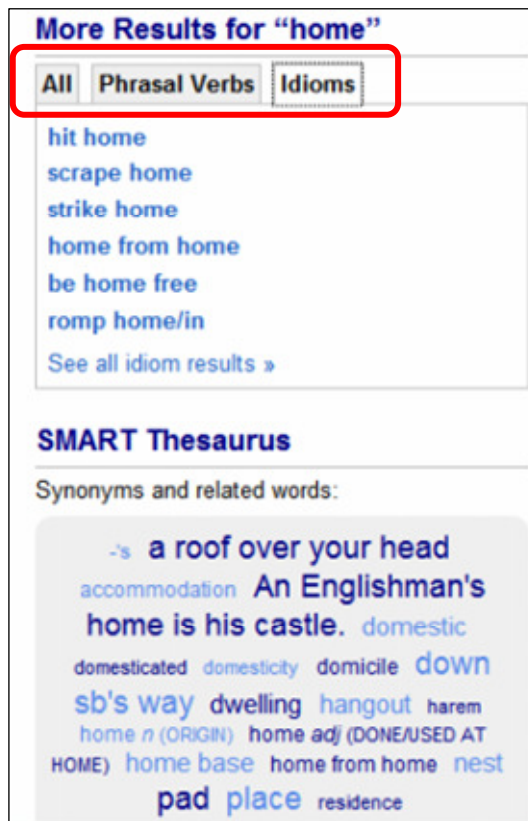 More Results for “home”
All Phrasal Verbs Idioms
hit home
scrape home
strike home
home from home
be home free
romp home/in
See all idiom results »
SMART Thesaurus
Synonyms and related words:
-'s a roof over your head
accommodation An Englishman's
home is his castle. domestic
domesticated domesticity domicile down
sb's way dwelling hangout harem
home n (ORIGIN) home adj (DONE/USED AT
HOME) home base home from home nest
pad place residence